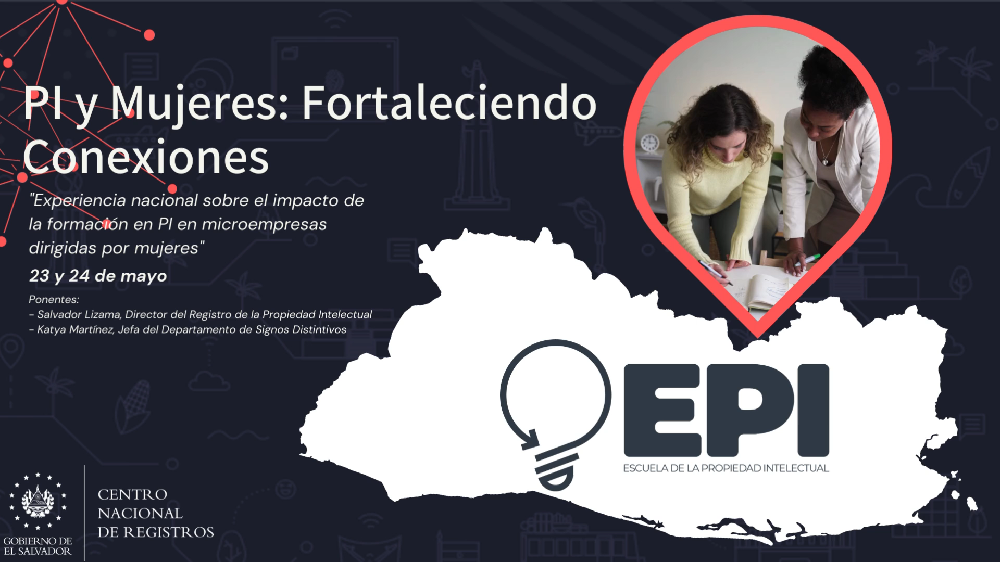 PI y Mujeres: Fortaleciendo
Conexiones
"Experiencia nacional sobre el impacto de
la formación en PI en microempresas
dirigidas por mujeres"
23 y 24 de mayo
Ponentes:
- Salvador Lizama, Director del Registro de la Propiedad Intelectual
- Katya Martínez, Jefa del Departamento de Signos Distintivos
EPI
ESCUELA DE LA PROPIEDAD INTELECTUAL
GOBIERNO DE
EL SALVADOR
CENTRO
NACIONAL
DE REGISTROS